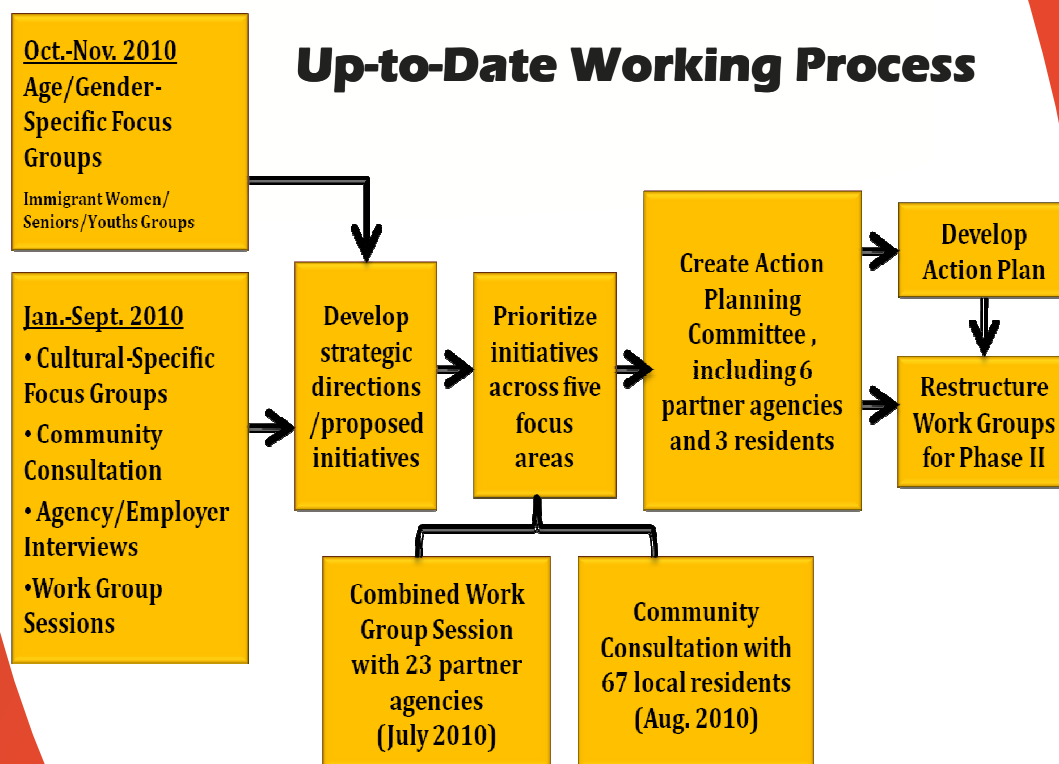 Up-to-Date Working Process
Oct.-Nov. 2010
Age/Gender-
Specific Focus
Groups
Immigrant Women/
Seniors/Youths Groups
Jan.-Sept. 2010
• Cultural-Specific
Focus Groups
• Community
Consultation
• Agency/Employer
Interviews
•Work Group
Sessions
Develop
strategic
directions
/proposed
initiatives
Prioritize
initiatives
across five
focus
areas
Combined Work
Group Session
with 23 partner
agencies
(July 2010)
Community
Consultation with
67 local residents
(Aug. 2010)
Create Action
Planning
Committee ,
including 6
partner agencies
and 3 residents
Develop
Action Plan
Restructure
Work Groups
for Phase II